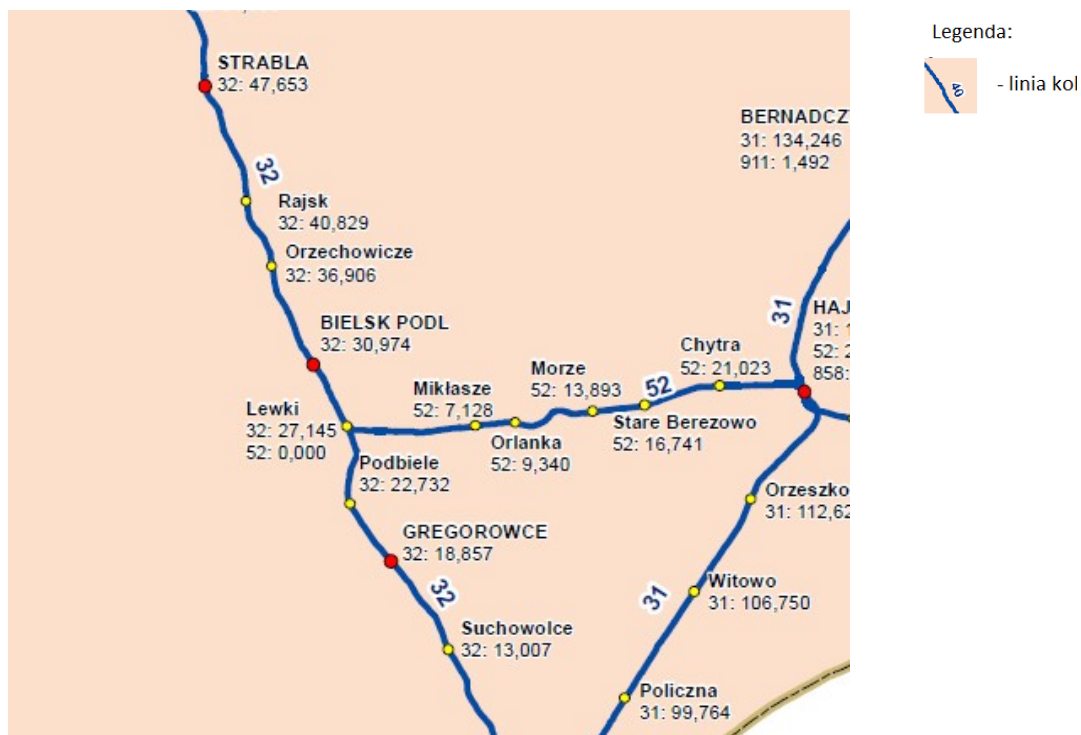 STRABLA
32: 47,653
32
Rajsk
32: 40,829
Orzechowicze
32: 36,906
BIELSK PODL
32: 30,974
Lewki
32: 27,145
52: 0,000
Mikłasze
52: 7,128
Orlanka
52: 9,340
Morze
52: 13,893
52
Stare Berezowo
52: 16,741
Chytra
52: 21,023
BERNADCZ
31: 134,246
911: 1,492
31
HAJ
31: 1
52: 2
858:
Podbiele
32: 22,732
GREGOROWCE
32: 18,857
32
Suchowolce
32: 13,007
Orzeszko
31: 112,62
Witowo
31: 106,750
31
Policzna
31: 99,764
Legenda:
40
- linia kol